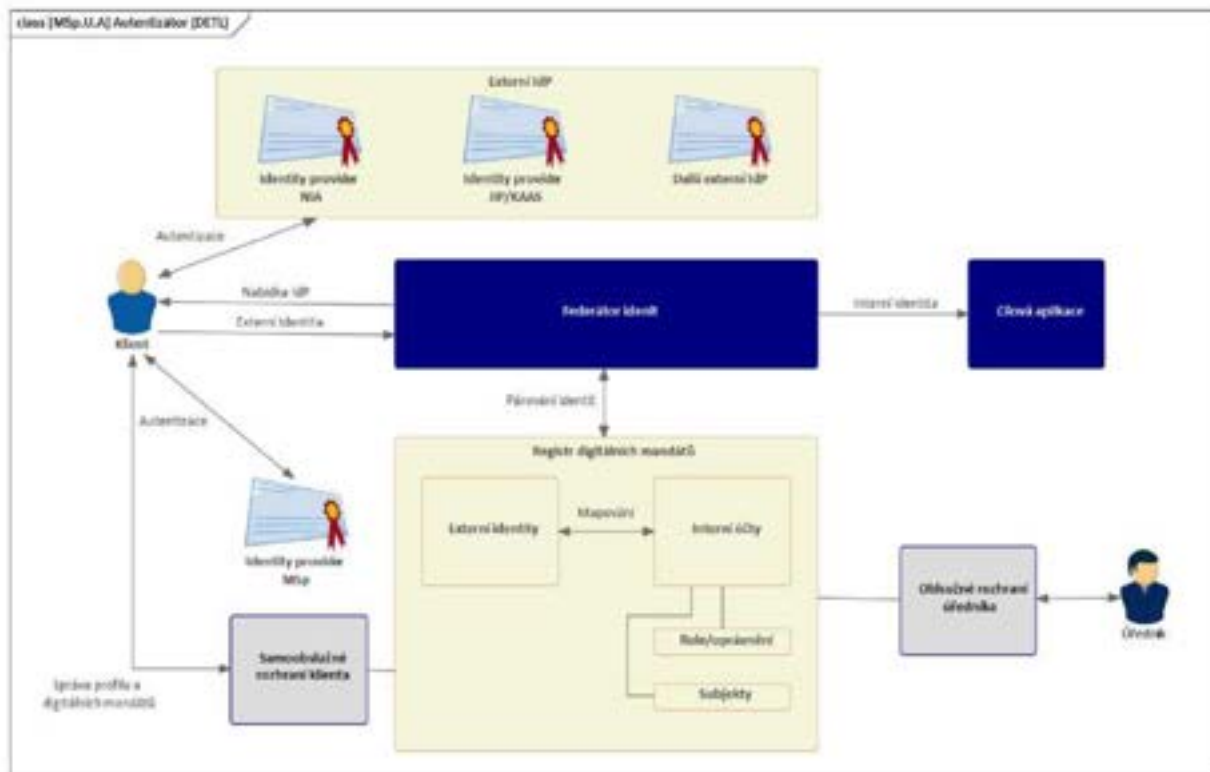 class [MSp.U.A] Autentizátor [DETL]
Externí IdP
Identity provider
NIA
Identity provider
JIP/KAAS
Další externí IdP
Autentizace
Nabídka IdP
Externí identita
Klient
Federátor identit
Interní identita
Cílová aplikace
Párování identit
Autentizace
Registr digitálních mandátů
Externí identity
Mapování
Interní účty
Identity provider
MSp
Role/oprávnění
Subjekty
Samoobslužné
rozhraní klienta
Správa profilu a
digitálních mandátů
Obslužné rozhraní
úředníka
Úředník